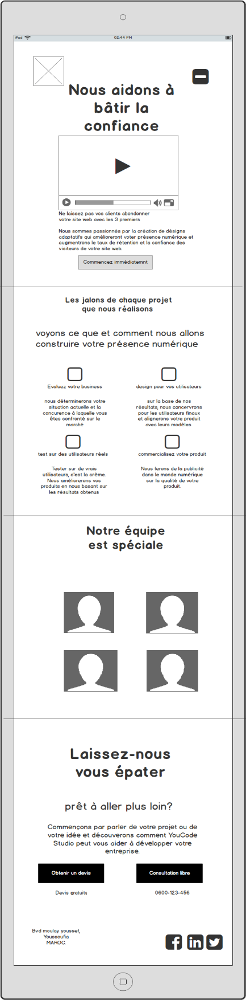 iPod 02:44 PM
Nous aidons à
bâtir la
confiance
Ne laissez pas vos clients abondonner
votre site web avec les 3 premiers
Nous sommes passionnés par la création de désigns
adaptatifs qui amélioreront voter présence numérique et
augmentrons le taux de rétention et la confiance des
visiteurs de votre site web.
Commencez immédiatemnt
Les jalons de chaque projet
que nous réalisons
voyons ce que et comment nous allons
construire votre présence numérique
Evaluez votre business
nous déterminerons votre
situation actuelle et la
concurence à laquelle vous
êtes confronté sur le
marché
design pour vos utilisateurs
sur la base de nos
résultats, nous concervrons
pour les utilisateurs finaux
et alignerons votre produit
avec leurs modèles
test sur des utilisateurs réels
Tester sur de vrais
utilisateurs, c'est la crème.
Nous améliorerons vos
produits en nous basant sur
les résultats obtenus
commercialisez votre produit
Nous ferons de la publicité
dans le monde numérique
sur la qualité de votre
produit.
Notre équipe
est spéciale
Laissez-nous
vous épater
prêt à aller plus loin?
Commençons par parler de votre projet ou de
votre idée et découverons comment YouCode
Studio peut vous aider à développer votre
entreprise.
Obtenir un devis
Devis gratuits
Consultation libre
0600-123-456
Bvd moulay youssef,
Youssoufia
MAROC.